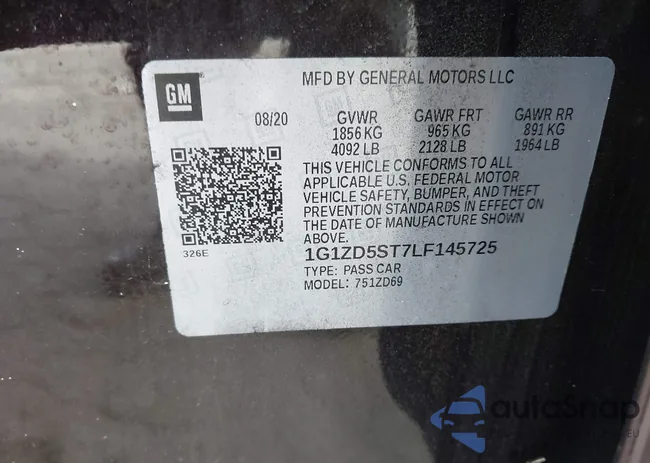 MFD BY GENERAL MOTORS LLC
GM
08/20 GVWR GAWR FRT GAWR RR
1856 KG 965 KG 891 KG
4092 LB 2128 LB 1964 LB
THIS VEHICLE CONFORMS TO ALL
APPLICABLE U.S. FEDERAL MOTOR
VEHICLE SAFETY, BUMPER, AND THEFT
PREVENTION STANDARDS IN EFFECT ON
THE DATE OF MANUFACTURE SHOWN
ABOVE.
326E
1G1ZD5ST7LF145725
TYPE: PASS CAR
MODEL: 751ZD69
autoSnap